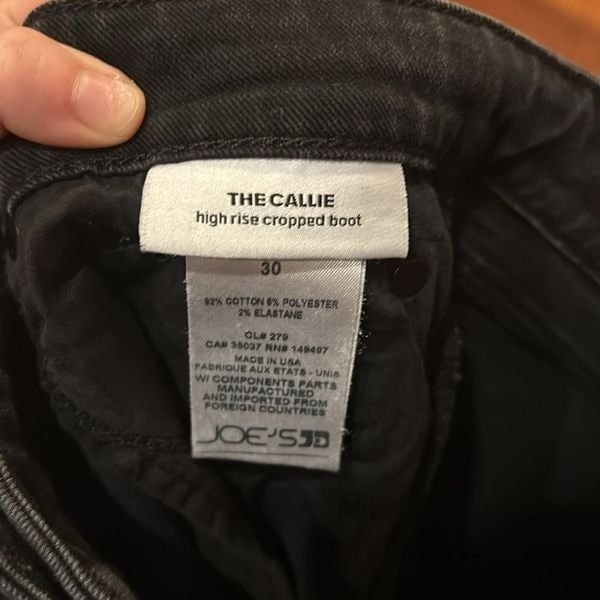 THE CALLIE
high rise cropped boot
30
92% COTTON 6% POLYESTER
2% ELASTANE
CL# 279
CA# 35037 RN# 149497
MADE IN USA
FABRIQUE AUX ETATS - UNIS
W/ COMPONENTS PARTS
MANUFACTURED
AND IMPORTED FROM
FOREIGN COUNTRIES
JOE'S